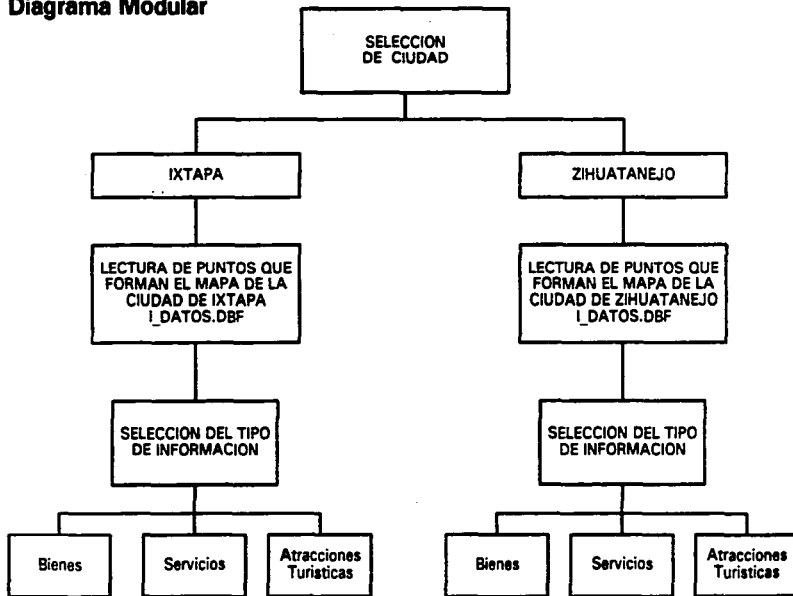 Diagrama Modular
SELECCION
DE CIUDAD
IXTAPA
ZIHUATANEJO
LECTURA DE PUNTOS QUE
FORMAN EL MAPA DE LA
CIUDAD DE IXTAPA
I_DATOS.DBF
LECTURA DE PUNTOS QUE
FORMAN EL MAPA DE LA
CIUDAD DE ZIHUATANEJO
I_DATOS.DBF
SELECCION DEL TIPO
DE INFORMACION
SELECCION DEL TIPO
DE INFORMACION
Bienes
Servicios
Atracciones
Turisticas
Bienes
Servicios
Atracciones
Turisticas